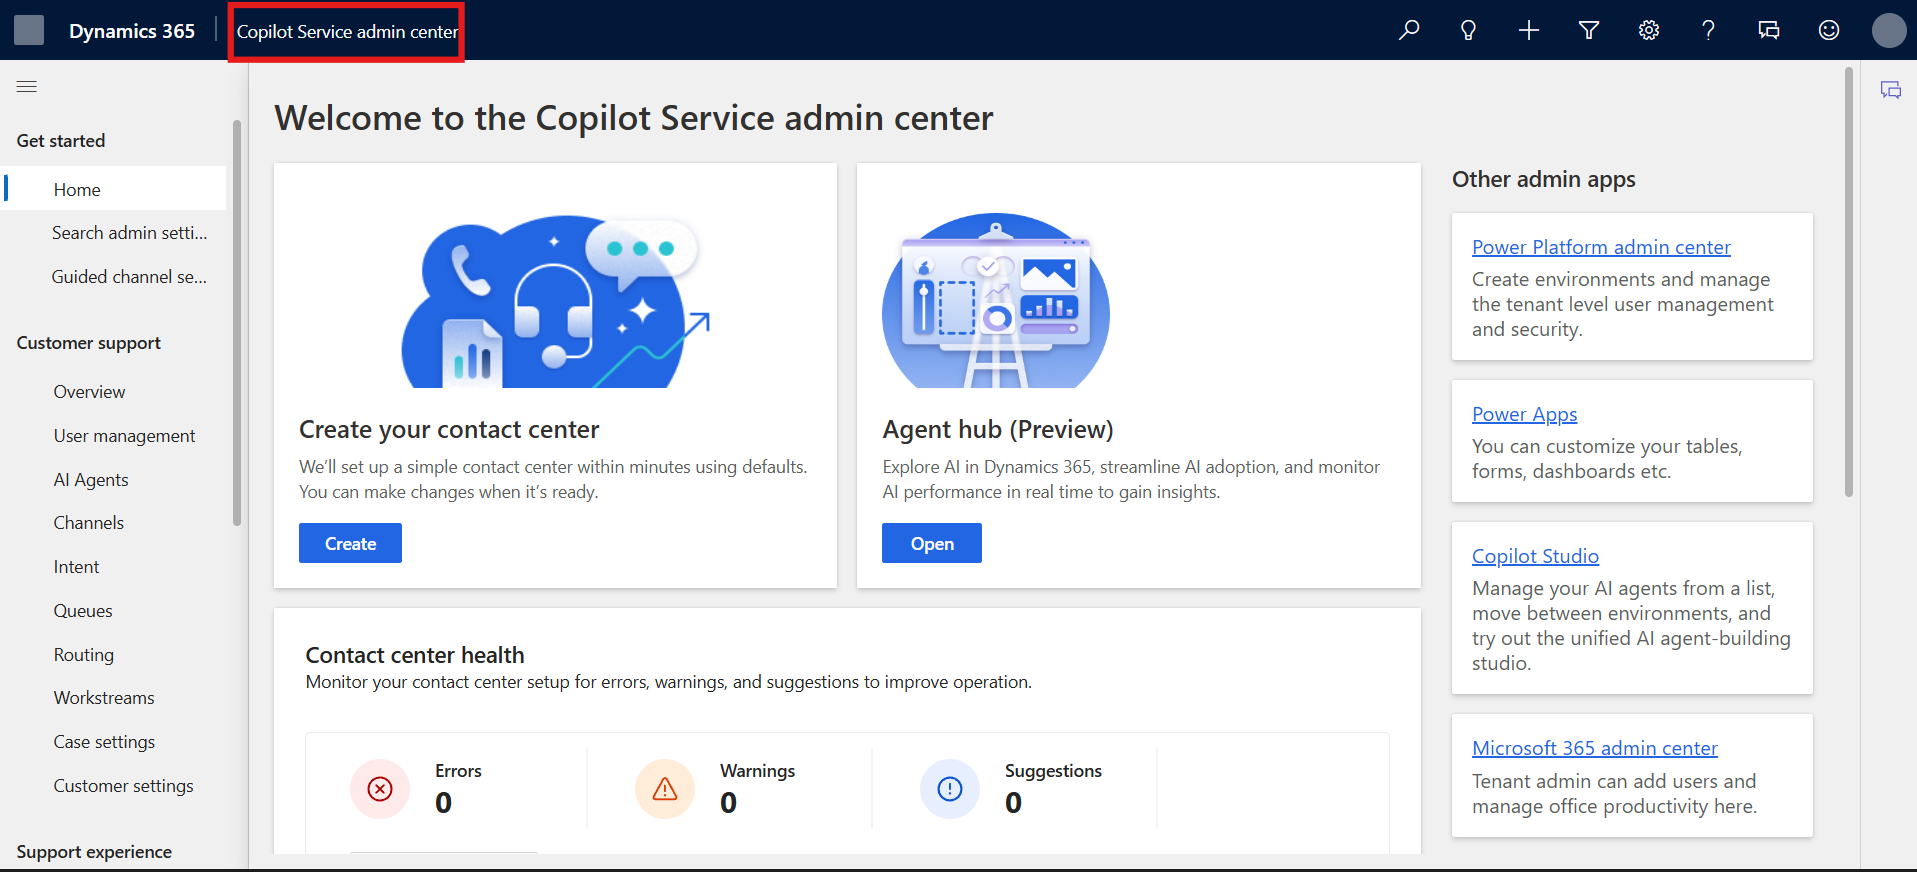 Dynamics 365
Copilot Service admin center
Get started
Home
Search admin setti...
Guided channel se...
Customer support
Overview
User management
AI Agents
Channels
Intent
Queues
Routing
Workstreams
Case settings
Customer settings
Support experience
Welcome to the Copilot Service admin center
Create your contact center
We'll set up a simple contact center within minutes using defaults.
You can make changes when it's ready.
Create
Agent hub (Preview)
Explore AI in Dynamics 365, streamline AI adoption, and monitor
AI performance in real time to gain insights.
Open
Contact center health
Monitor your contact center setup for errors, warnings, and suggestions to improve operation.
Errors
0
Warnings
0
Suggestions
0
Other admin apps
Power Platform admin center
Create environments and manage
the tenant level user management
and security.
Power Apps
You can customize your tables,
forms, dashboards etc.
Copilot Studio
Manage your AI agents from a list,
move between environments, and
try out the unified AI agent-building
studio.
Microsoft 365 admin center
Tenant admin can add users and
manage office productivity here.